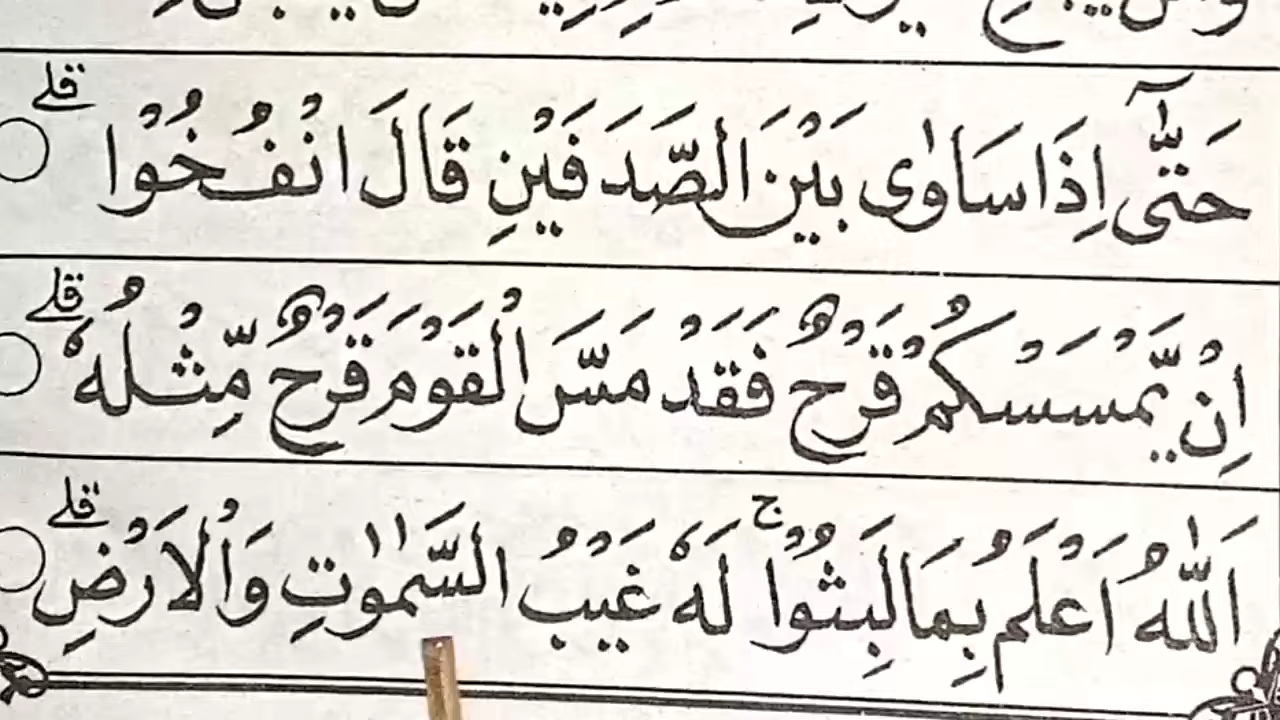 حَتّٰٓى اِذَا سَاوٰى بَيْنَ الصَّدَفَيْنِ قَالَ انْفُخُوْا ۗ
اِنْ يَّمْسَسْكُمْ قَرْحٌ فَقَدْ مَسَّ الْقَوْمَ قَرْحٌ مِّثْلُهٗ ۗ
اَللّٰهُ اَعْلَمُ بِمَا لَبِثُوْا ۚ لَهٗ غَيْبُ السَّمٰوٰتِ وَالْاَرْضِ ۗ